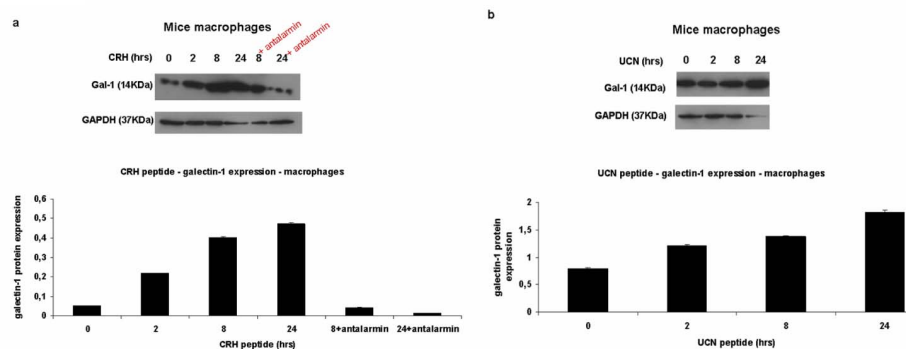 a
Mice macrophages
CRH (hrs) 0 2 8 24 8+ antalarmin 24+ antalarmin
Gal-1 (14KDa)
GAPDH (37KDa)
CRH peptide - galectin-1 expression - macrophages
galectin-1 protein expression
0,6
0,5
0,4
0,3
0,2
0,1
0
0 2 8 24 8+antalarmin 24+antalarmin
CRH peptide (hrs)
b
Mice macrophages
UCN (hrs) 0 2 8 24
Gal-1 (14KDa)
GAPDH (37KDa)
UCN peptide - galectin-1 expression - macrophages
galectin-1 protein
expression
2
1,5
1
0,5
0
0 2 8 24
UCN peptide (hrs)